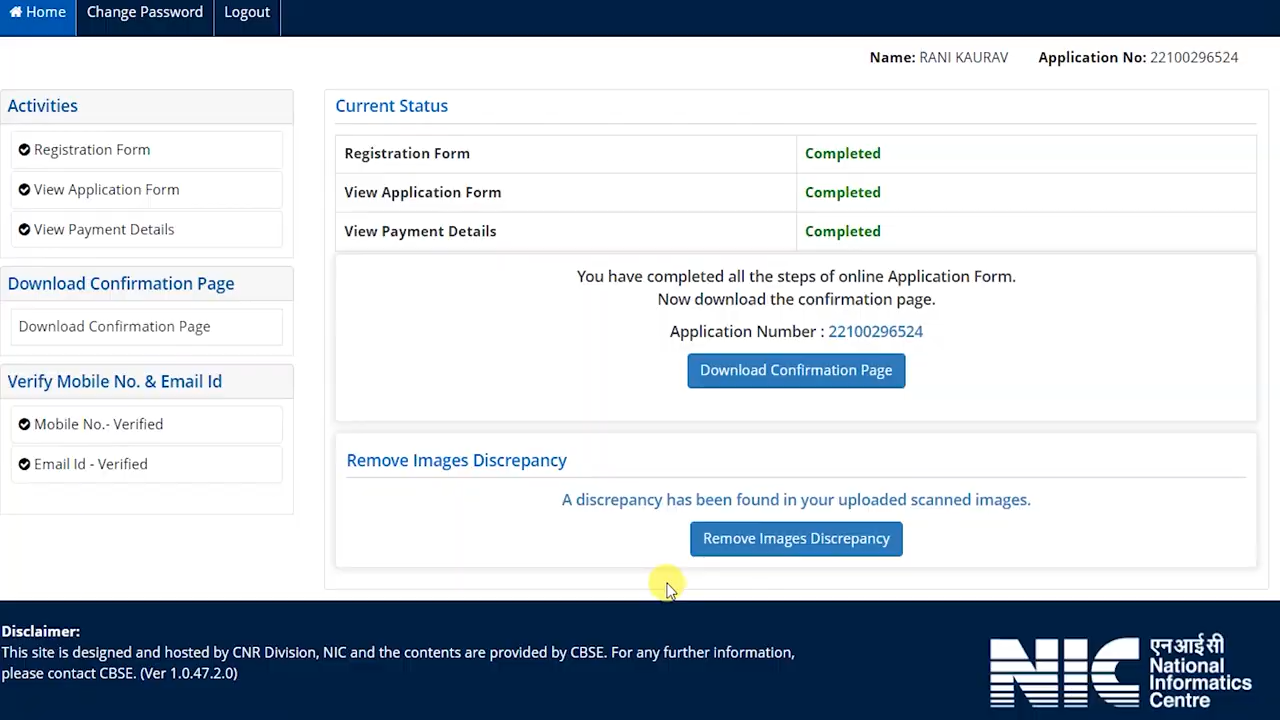 Home Change Password Logout
Name: RANI KAURAV Application No: 22100296524
Activities
Registration Form
View Application Form
View Payment Details
Download Confirmation Page
Download Confirmation Page
Verify Mobile No. & Email Id
Mobile No.- Verified
Email Id - Verified
Current Status
Registration Form Completed
View Application Form Completed
View Payment Details Completed
You have completed all the steps of online Application Form.
Now download the confirmation page.
Application Number : 22100296524
Download Confirmation Page
Remove Images Discrepancy
A discrepancy has been found in your uploaded scanned images.
Remove Images Discrepancy
Disclaimer:
This site is designed and hosted by CNR Division, NIC and the contents are provided by CBSE. For any further information,
please contact CBSE. (Ver 1.0.47.2.0)
NIC
एनआईसी
National
Informatics
Centre